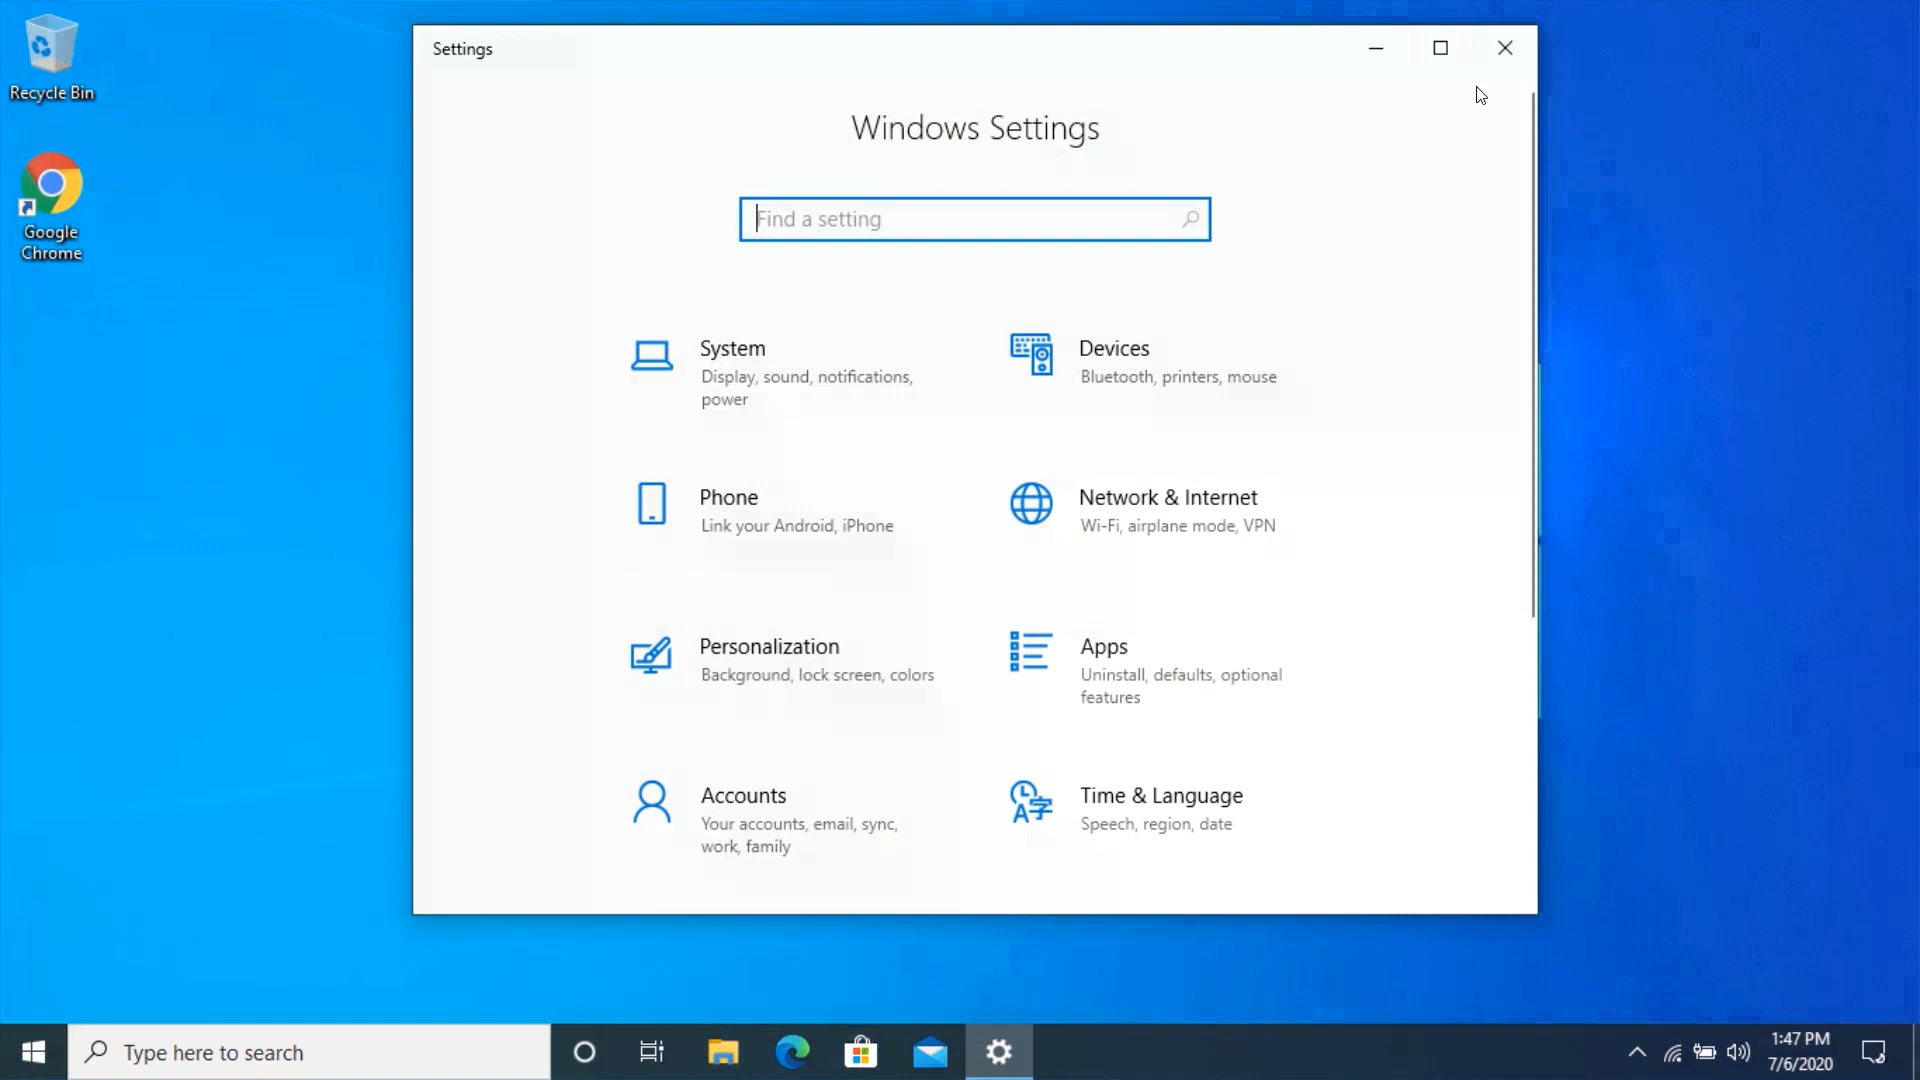 Recycle Bin
Google
Chrome
Settings
Windows Settings
Find a setting
System
Display, sound, notifications,
power
Devices
Bluetooth, printers, mouse
Phone
Link your Android, iPhone
Network & Internet
Wi-Fi, airplane mode, VPN
Personalization
Background, lock screen, colors
Apps
Uninstall, defaults, optional
features
Accounts
Your accounts, email, sync,
work, family
Time & Language
Speech, region, date
Type here to search
1:47 PM
7/6/2020